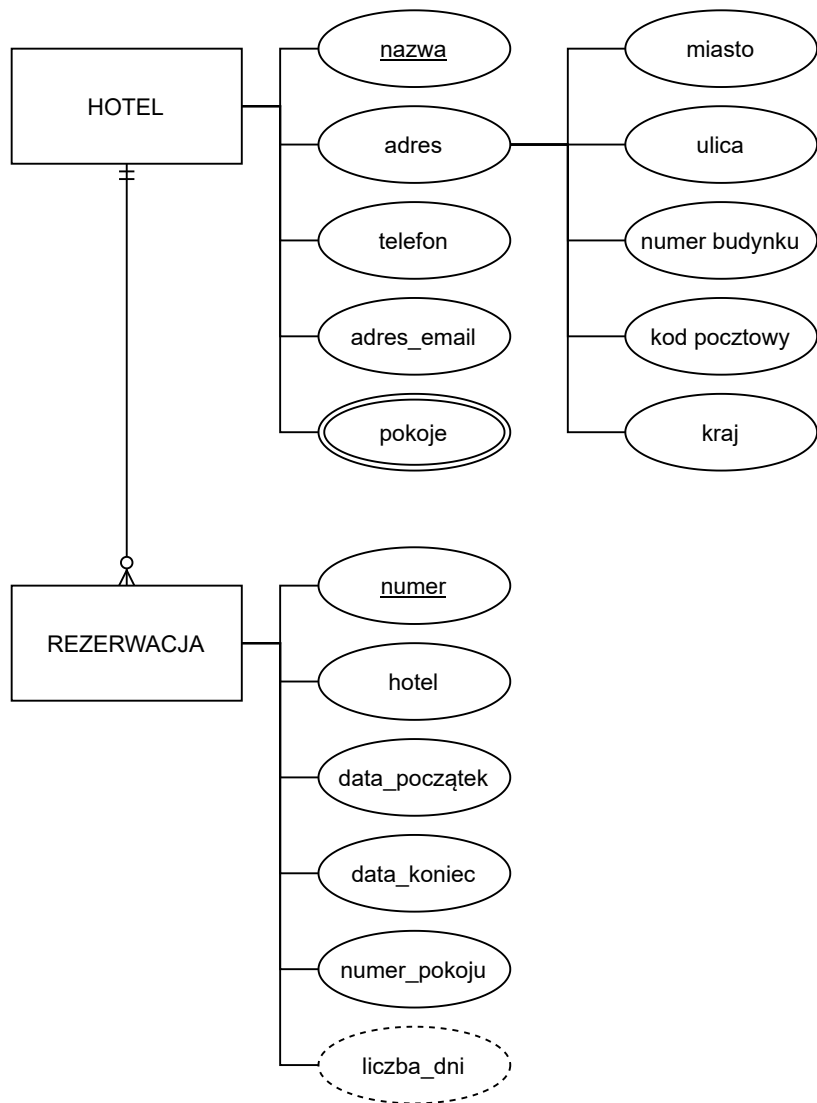 HOTEL
nazwa
adres
telefon
adres_email
pokoje
miasto
ulica
numer budynku
kod pocztowy
kraj
REZERWACJA
numer
hotel
data_początek
data_koniec
numer_pokoju
liczba_dni